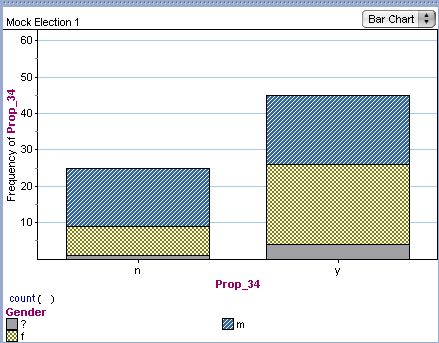 Mock Election 1
Bar Chart
60
50
40
30
20
10
Frequency of Prop_34
n
y
Prop_34
count( )
Gender
?
m
f